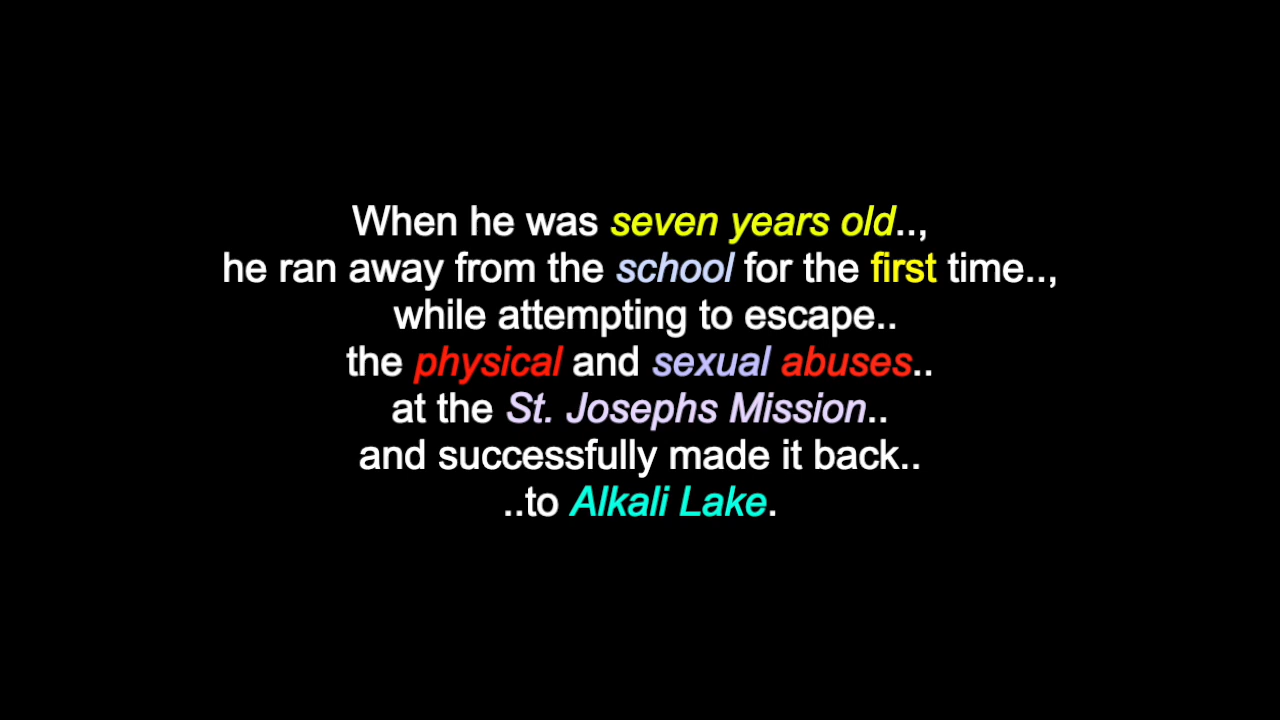 When he was seven years old..,
he ran away from the school for the first time..,
while attempting to escape..
the physical and sexual abuses..
at the St. Josephs Mission..
and successfully made it back..
..to Alkali Lake.